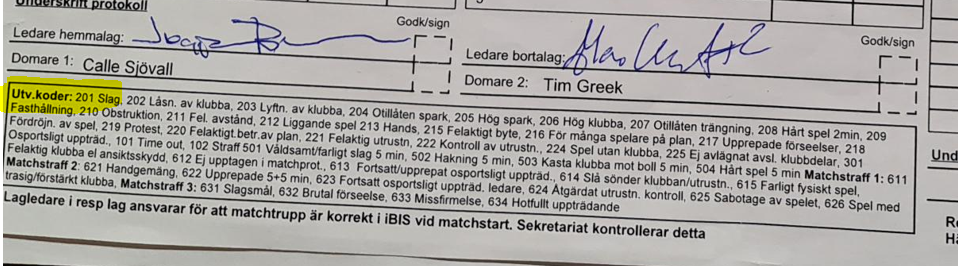 Underskrift protokoll
Godk/sign
Ledare hemmalag:
Domare 1: Calle Sjövall
Godk/sign
Ledare bortalag:
Domare 2: Tim Greek
Utv.koder: 201 Slag, 202 Låsn. av klubba, 203 Lyftn. av klubba, 204 Otillåten spark, 205 Hög spark, 206 Hög klubba, 207 Otillåten trängning, 208 Hårt spel 2min, 209
Fasthållning, 210 Obstruktion, 211 Fel. avstånd, 212 Liggande spel 213 Hands, 215 Felaktigt byte, 216 För många spelare på plan, 217 Upprepade förseelser, 218
Fördröjn. av spel, 219 Protest, 220 Felaktigt.betr.av plan, 221 Felaktig utrustn, 222 Kontroll av utrustn., 224 Spel utan klubba, 225 Ej avlägnat avsl. klubbdelar, 301
Osportsligt uppträd., 101 Time out, 102 Straff 501 Våldsamt/farligt slag 5 min, 502 Hakning 5 min, 503 Kasta klubba mot boll 5 min, 504 Hårt spel 5 min Matchstraff 1: 611
Felaktig klubba el ansiktsskydd, 612 Ej upptagen i matchprot., 613 Fortsatt/upprepat osportsligt uppträd., 614 Slå sönder klubban/utrustn., 615 Farligt fysiskt spel,
Matchstraff 2: 621 Handgemäng, 622 Upprepade 5+5 min, 623 Fortsatt osportsligt uppträd. ledare, 624 Åtgärdat utrustn. kontroll, 625 Sabotage av spelet, 626 Spel med
trasig/förstärkt klubba, Matchstraff 3: 631 Slagsmål, 632 Brutal förseelse, 633 Missfirmelse, 634 Hotfullt uppträdande
Lagledare i resp lag ansvarar för att matchtrupp är korrekt i iBIS vid matchstart. Sekretariat kontrollerar detta
Und